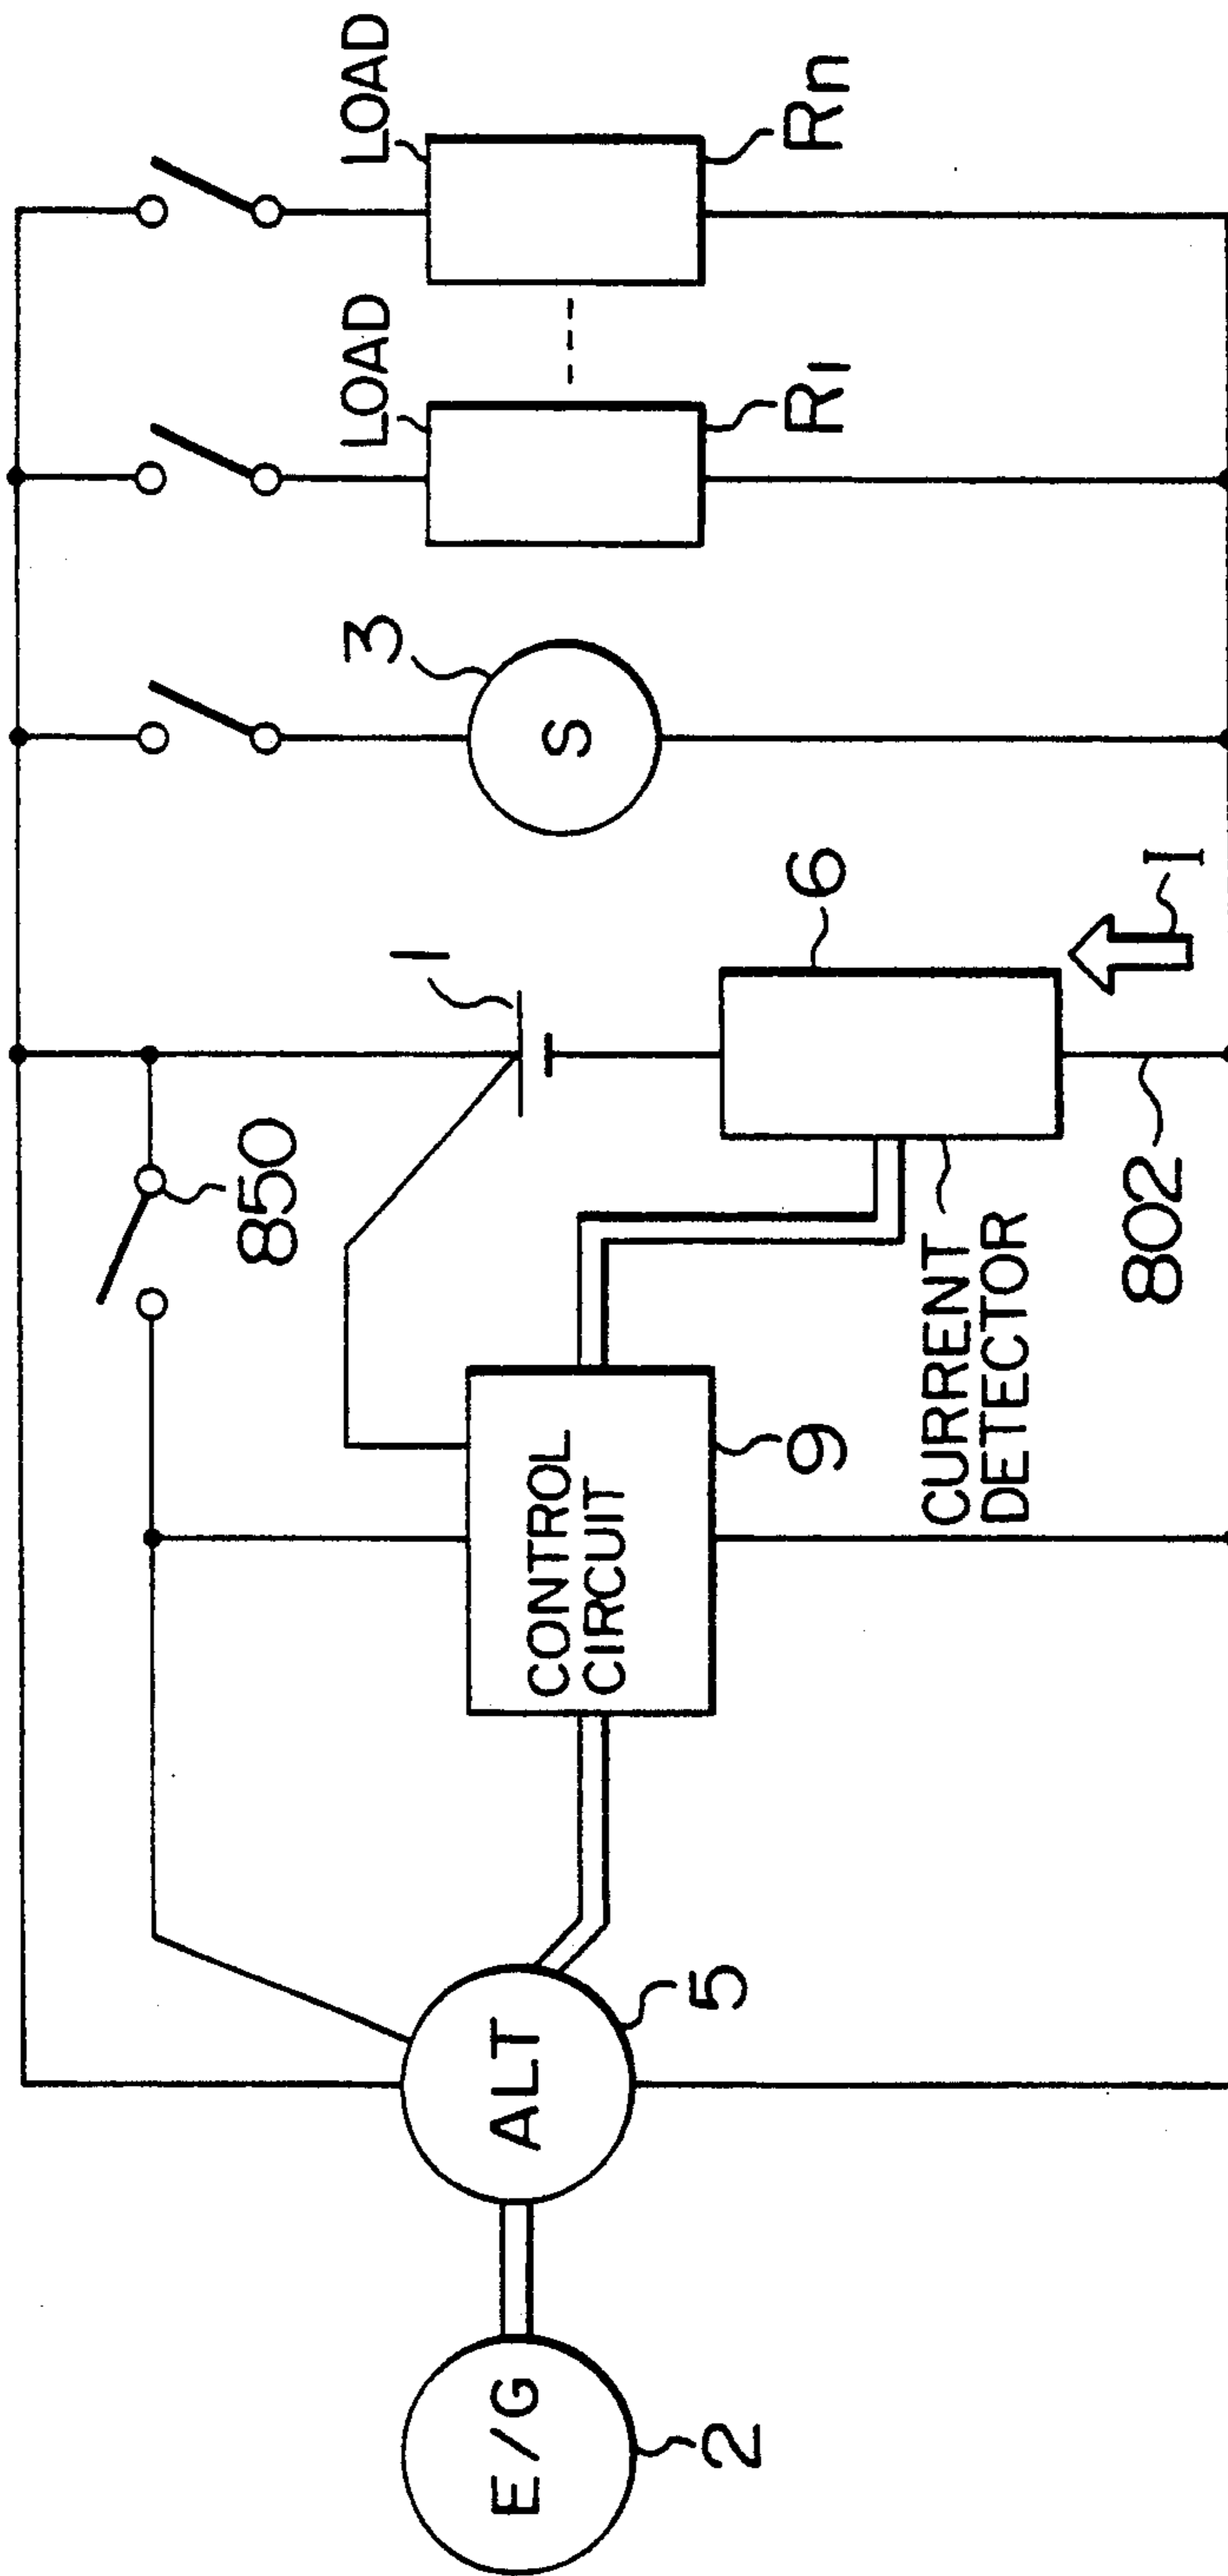 E/G
2
ALT
5
CONTROL
CIRCUIT
9
850
1
CURRENT
DETECTOR
6
802
I
S
3
LOAD
R1
LOAD
Rn